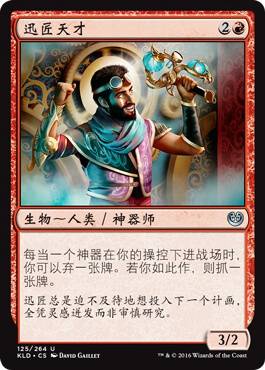 迅匠天才 2
生物～人类 / 神器师
每当一个神器在你的操控下进战场时，
你可以弃一张牌。若你如此作，则抓一
张牌。
迅匠总是迫不及待地想投入下一个计画，
全凭灵感迸发而非审慎研究。
3/2
125/264 U
KLD • CS DAVID GAILLET
™ & © 2016 Wizards of the Coast